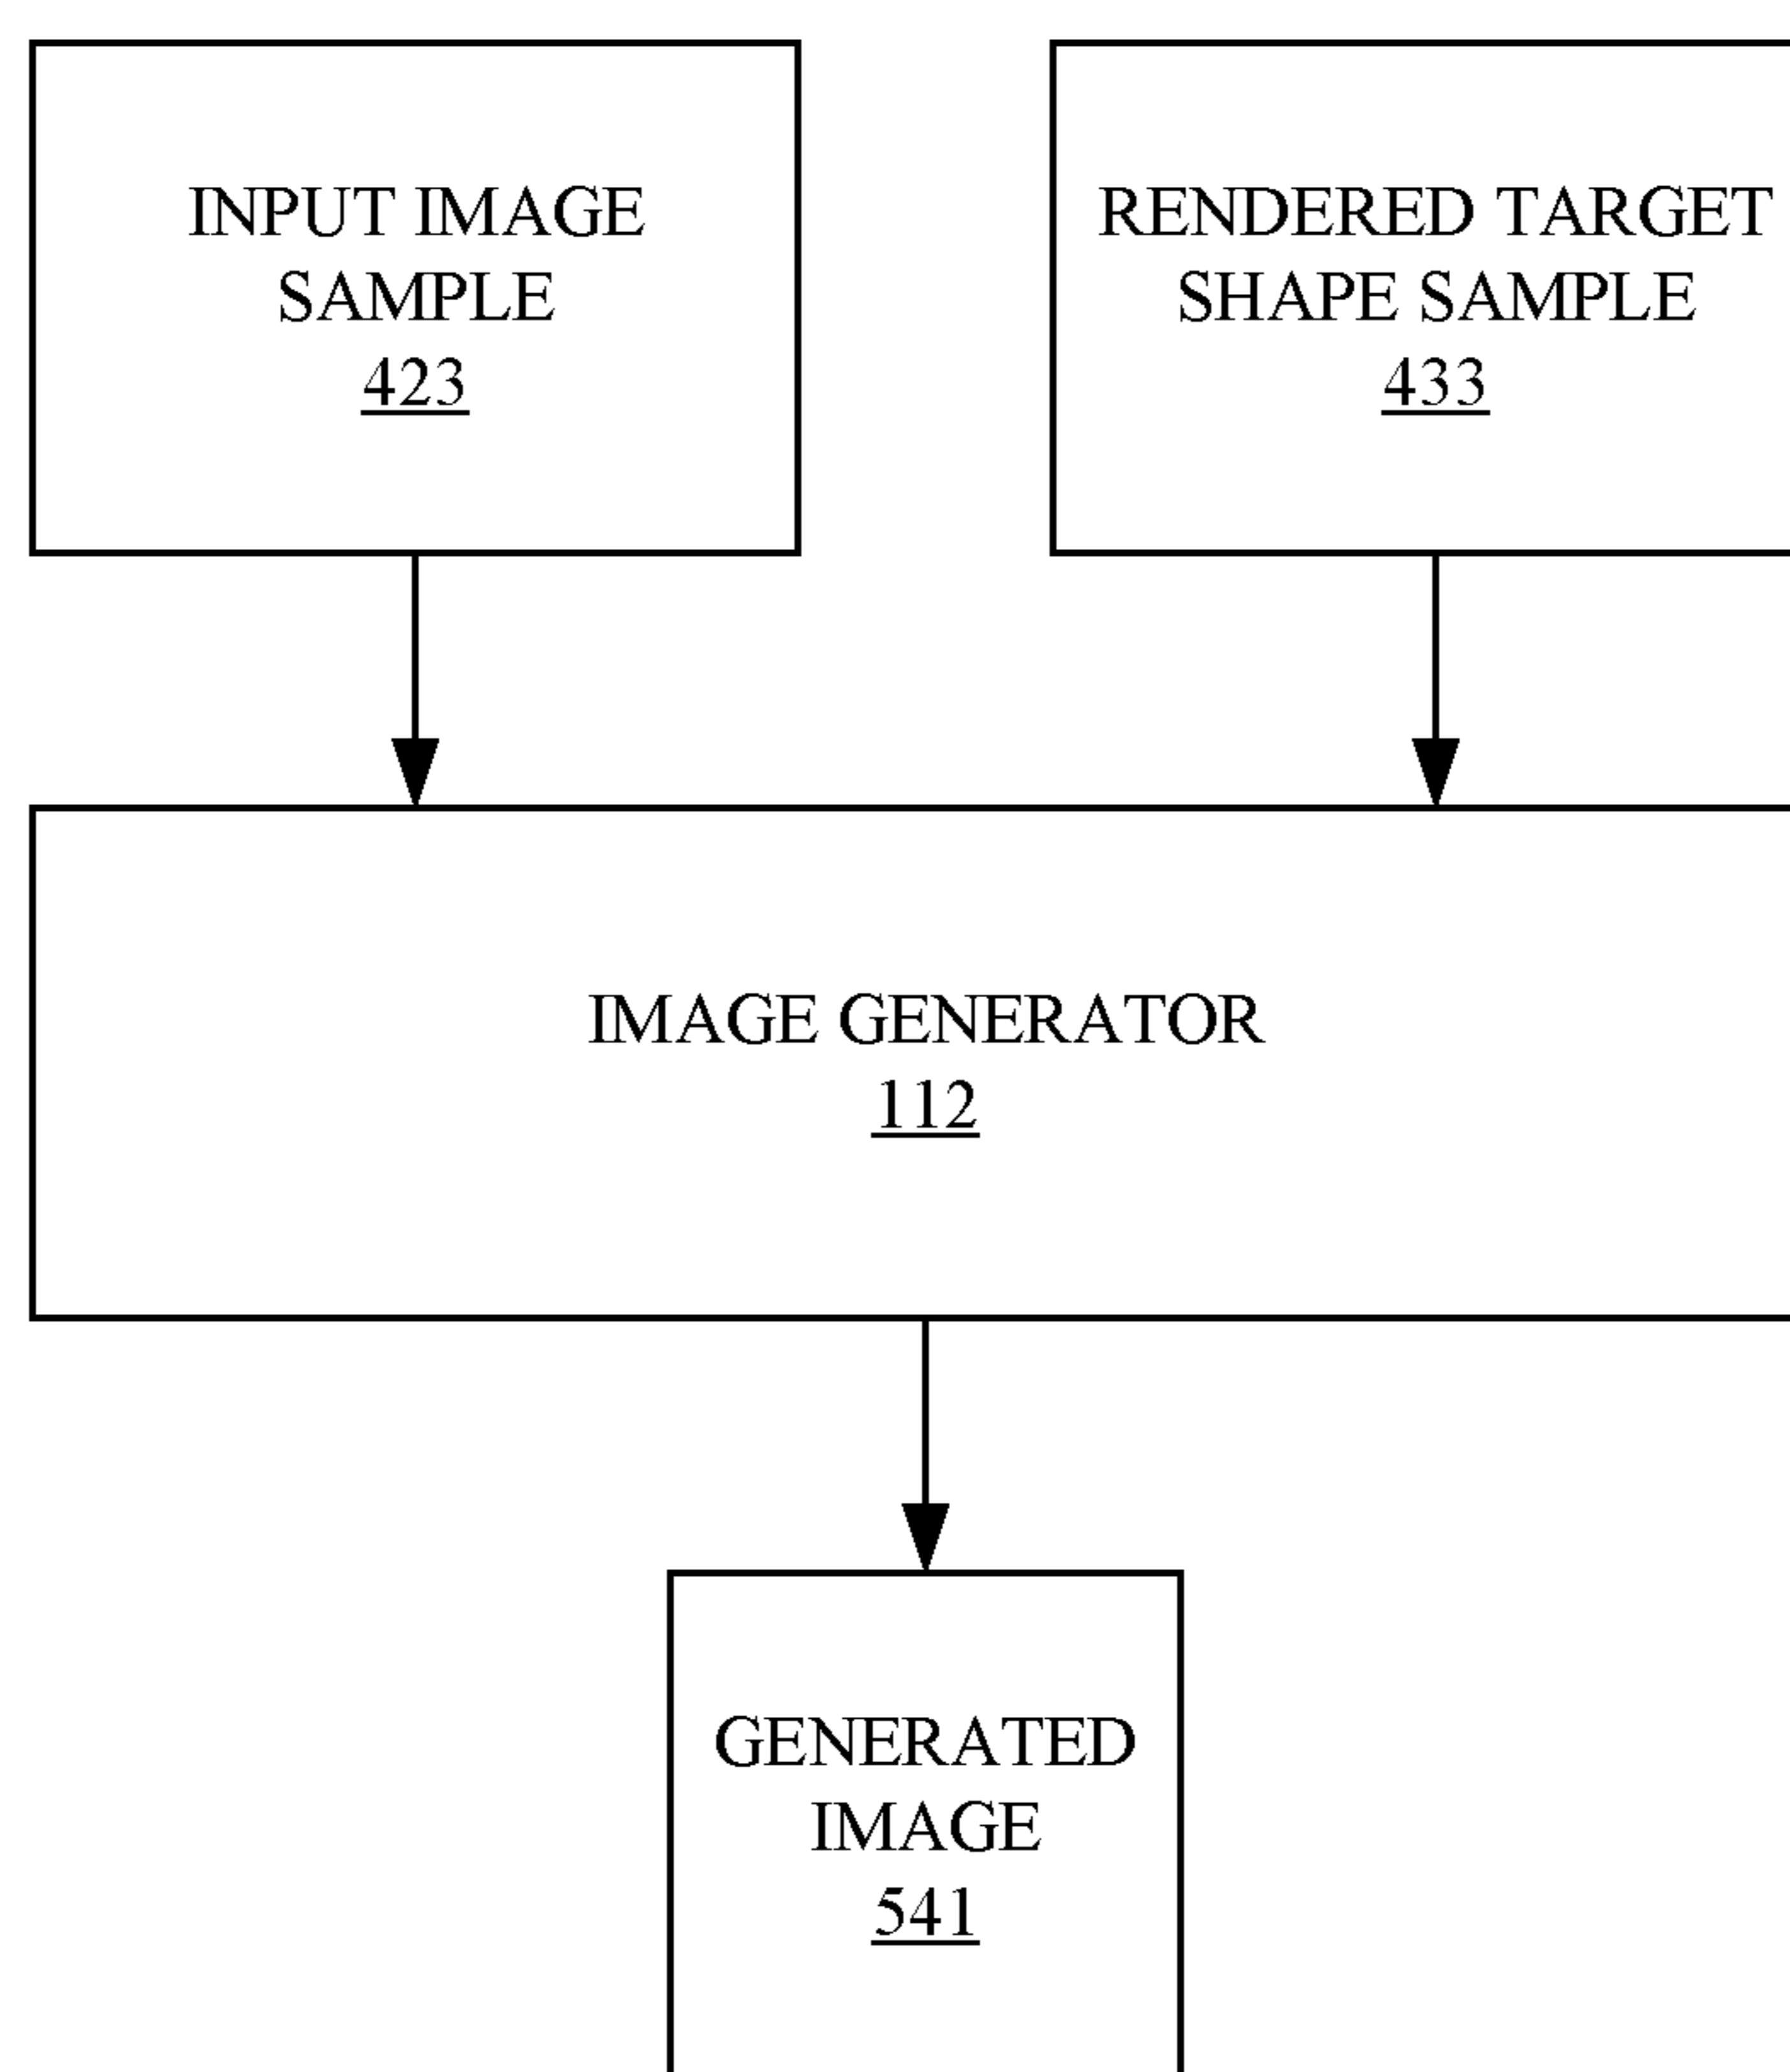 INPUT IMAGE
SAMPLE
423
RENDERED TARGET
SHAPE SAMPLE
433
IMAGE GENERATOR
112
GENERATED
IMAGE
541